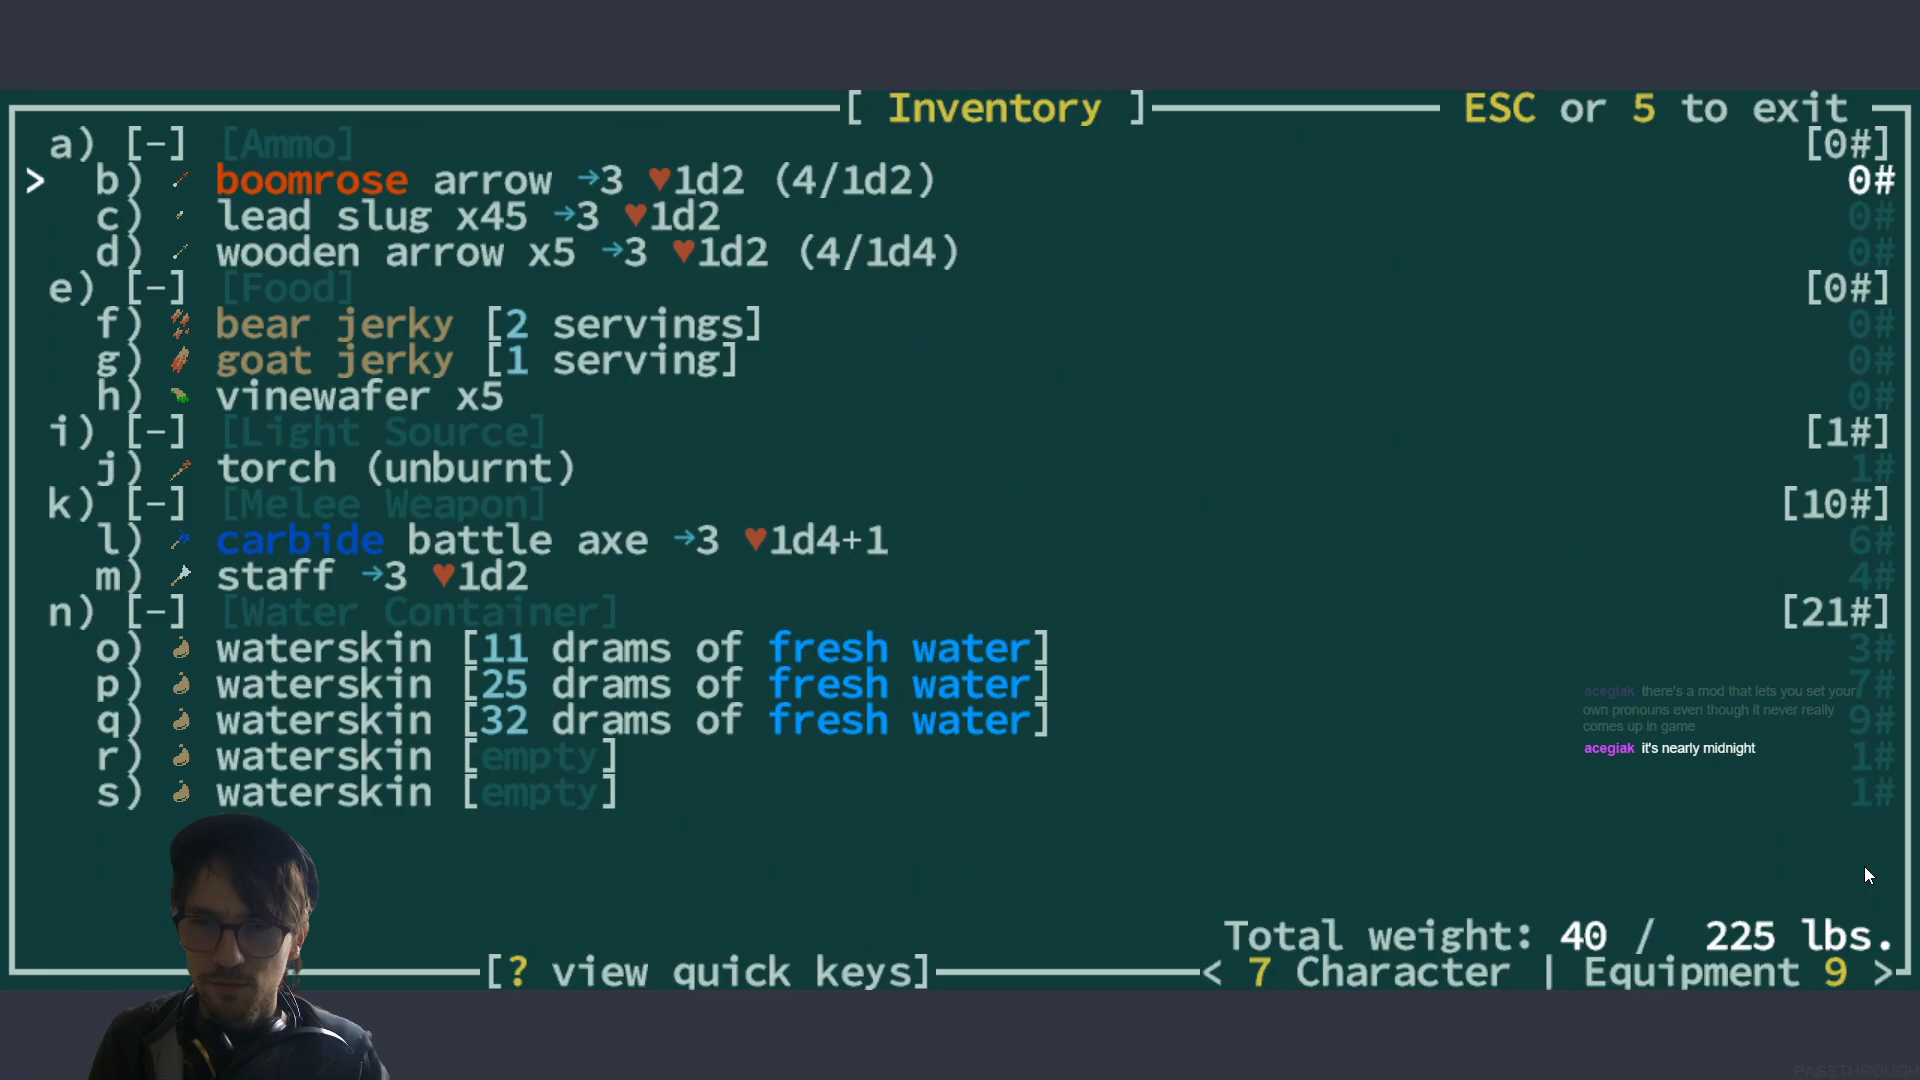 [ Inventory ] ESC or 5 to exit
a) [-] [Ammo] [0#]
> b) boomrose arrow →3 ♥1d2 (4/1d2) 0#
c) lead slug x45 →3 ♥1d2 0#
d) wooden arrow x5 →3 ♥1d2 (4/1d4) 0#
e) [-] [Food] [0#]
f) bear jerky [2 servings] 0#
g) goat jerky [1 serving] 0#
h) vinewafer x5 0#
i) [-] [Light Source] [1#]
j) torch (unburnt) 1#
k) [-] [Melee Weapon] [10#]
l) carbide battle axe →3 ♥1d4+1 6#
m) staff →3 ♥1d2 4#
n) [-] [Water Container] [21#]
o) waterskin [11 drams of fresh water] 3#
p) waterskin [25 drams of fresh water] 7#
q) waterskin [32 drams of fresh water] 9#
r) waterskin [empty] 1#
s) waterskin [empty] 1#
acegiak there's a mod that lets you set your
own pronouns even though it never really
comes up in game
acegiak it's nearly midnight
Total weight: 40 / 225 lbs.
[? view quick keys] < 7 Character | Equipment 9 >
PASSTHROUGH